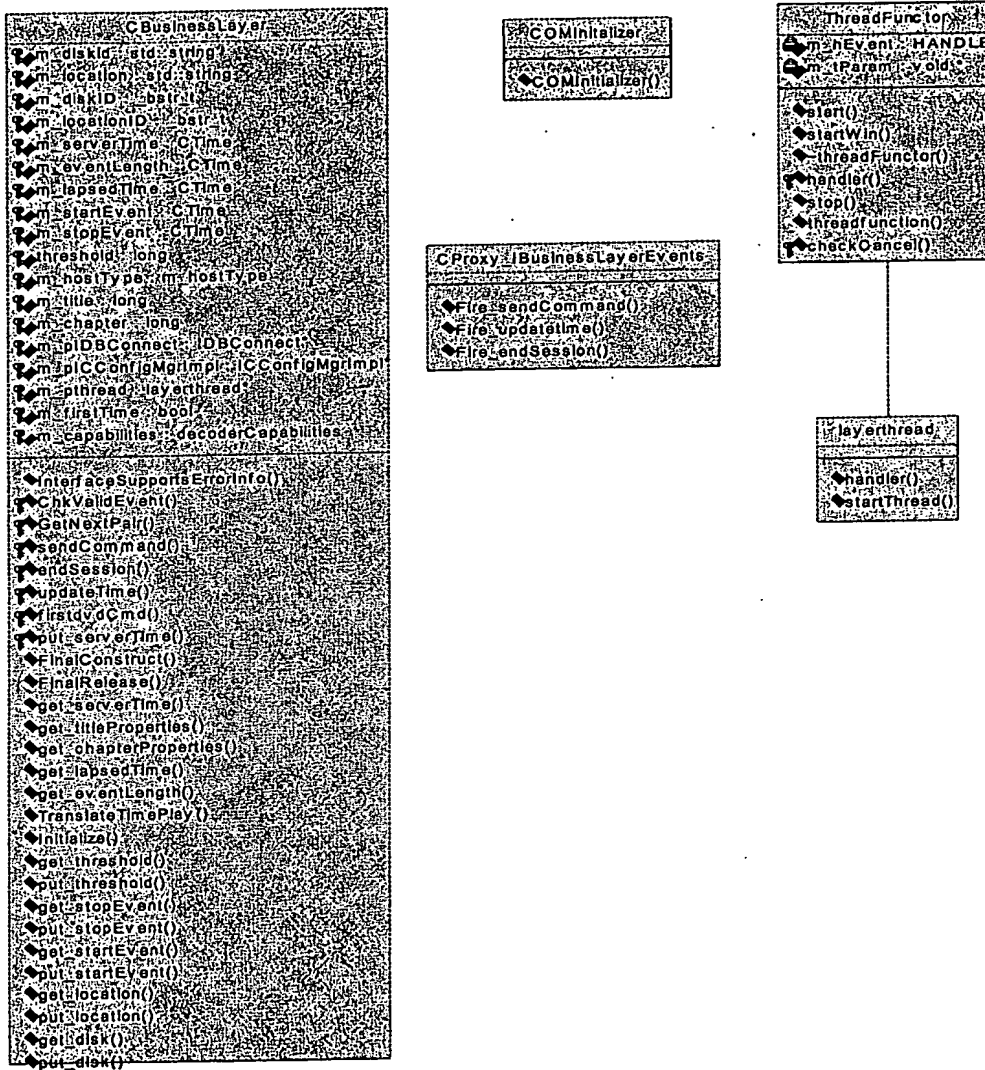 CBusinessLayer
m_diskId : std::string
m_location : std::string
m_diskID : _bstr_t
m_locationID : _bstr_t
m_serverTime : CTime
m_eventLength : CTime
m_lapsedTime : CTime
m_startEvent : CTime
m_stopEvent : CTime
threshold : long
m_hostType : m_hostType
m_title : long
m_chapter : long
m_pIDBConnect : IDBConnect*
m_pICConfigMgrImpl : ICConfigMgrImpl
m_pthread : layerthread*
m_firstTime : bool
m_capabilities : decoderCapabilities
InterfaceSupportsErrorInfo()
ChkValidEvent()
GetNextPair()
sendCommand()
endSession()
updateTime()
firstdvdCmd()
put_serverTime()
FinalConstruct()
FinalRelease()
get_serverTime()
get_titleProperties()
get_chapterProperties()
get_lapsedTime()
get_eventLength()
TranslateTimePlay()
Initialize()
get_threshold()
put_threshold()
get_stopEvent()
put_stopEvent()
get_startEvent()
put_startEvent()
get_location()
put_location()
get_disk()
put_disk()
COMInitalizer
COMInitializer()
CProxy_IBusinessLayerEvents
Fire_sendCommand()
Fire_updatetime()
Fire_endSession()
ThreadFunctor
m_hEvent : HANDLE
m_lParam : void *
start()
startWin()
~threadFunctor()
handler()
stop()
threadfunction()
checkCancel()
layerthread
handler()
startThread()